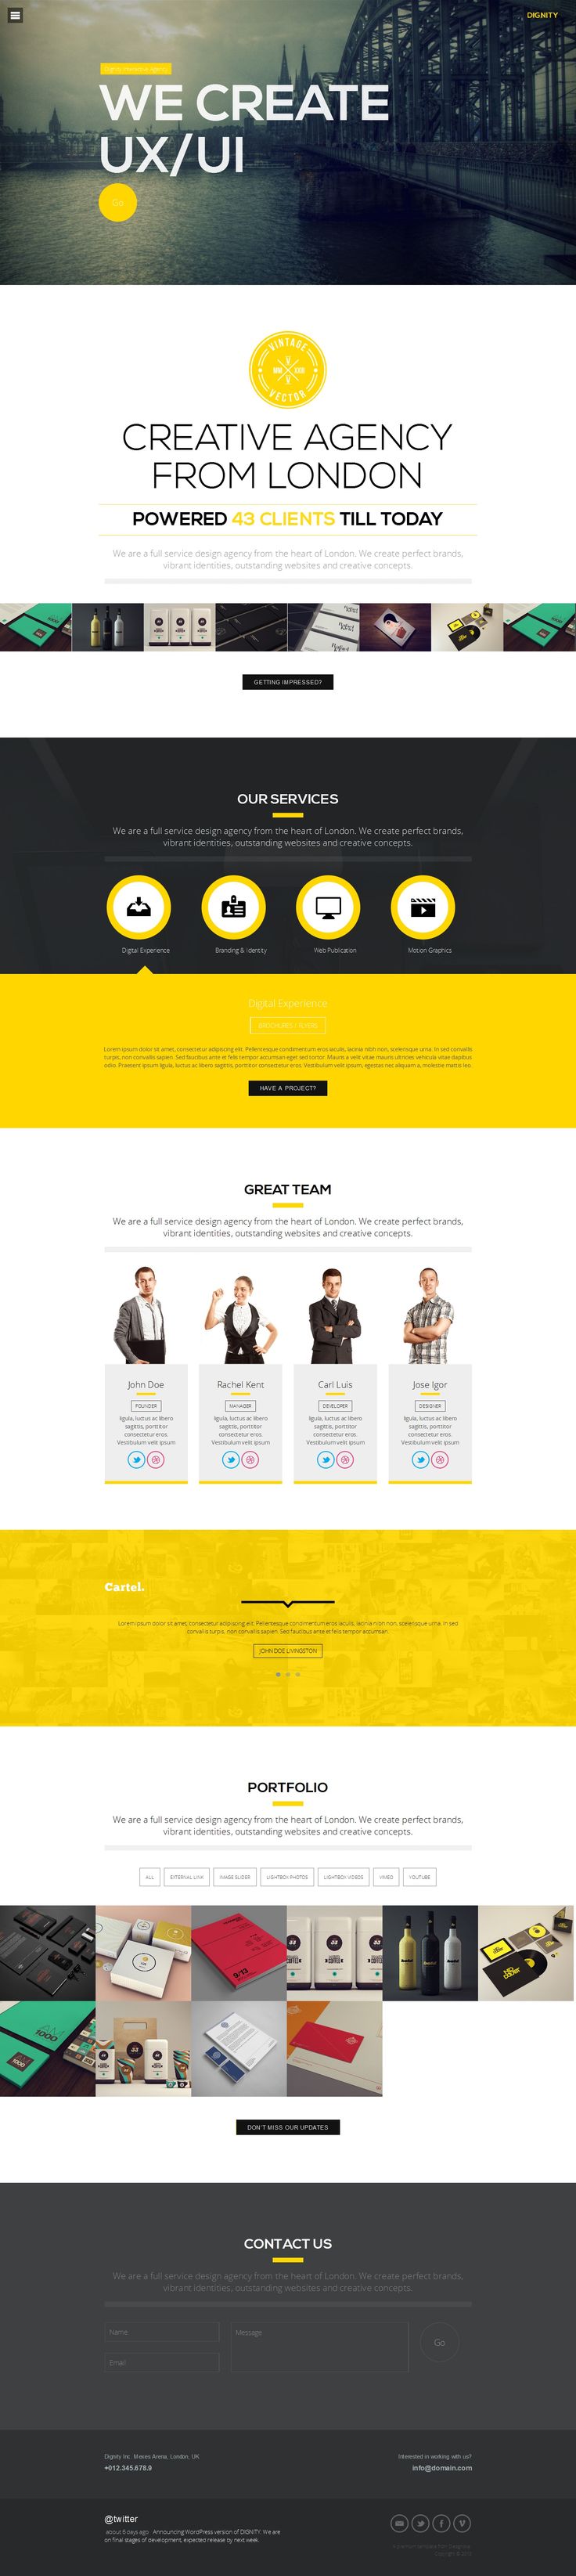 DIGNITY
WE CREATE
UX/UI
Go
VINTAGE
VECTOR
CREATIVE AGENCY
FROM LONDON
POWERED 43 CLIENTS TILL TODAY
We are a full service design agency from the heart of London. We create perfect brands,
vibrant identities, outstanding websites and creative concepts.
GETTING IMPRESSED?
OUR SERVICES
We are a full service design agency from the heart of London. We create perfect brands,
vibrant identities, outstanding websites and creative concepts.
Digital Experience
Branding & Identity
Web Publication
Motion Graphics
Digital Experience
BROCHURES / FLYERS
Lorem ipsum dolor sit amet, consectetur adipiscing elit. Pellentesque condimentum eros iaculis, lacinia nibh non, scelerisque urna. In sed convallis
turpis, non convallis sapien. Sed faucibus ante et felis tempor accumsan eget sed tortor. Mauris a velit vitae mauris ultricies vehicula vitae dapibus
odio. Praesent ipsum ligula, luctus ac libero sagittis, porttitor consectetur eros. Vestibulum velit ipsum, egestas nec aliquam a, molestie mattis leo.
HAVE A PROJECT?
GREAT TEAM
We are a full service design agency from the heart of London. We create perfect brands,
vibrant identities, outstanding websites and creative concepts.
John Doe
FOUNDER
ligula, luctus ac libero
sagittis, porttitor
consectetur eros.
Vestibulum velit ipsum
Rachel Kent
MANAGER
ligula, luctus ac libero
sagittis, porttitor
consectetur eros.
Vestibulum velit ipsum
Carl Luis
DEVELOPER
ligula, luctus ac libero
sagittis, porttitor
consectetur eros.
Vestibulum velit ipsum
Jose Igor
DESIGNER
ligula, luctus ac libero
sagittis, porttitor
consectetur eros.
Vestibulum velit ipsum
Cartel.
Lorem ipsum dolor sit amet, consectetur adipiscing elit. Pellentesque condimentum eros iaculis, lacinia nibh non, scelerisque urna. In sed
convallis turpis, non convallis sapien. Sed faucibus ante et felis tempor accumsan.
JOHN DOE LIVINGSTON
PORTFOLIO
We are a full service design agency from the heart of London. We create perfect brands,
vibrant identities, outstanding websites and creative concepts.
ALL
EXTERNAL LINK
IMAGE SLIDER
LIGHTBOX PHOTOS
LIGHTBOX VIDEOS
VIMEO
YOUTUBE
DON'T MISS OUR UPDATES
CONTACT US
We are a full service design agency from the heart of London. We create perfect brands,
vibrant identities, outstanding websites and creative concepts.
Name
Message
Go
Email
Dignity Inc. Mexes Arena, London, UK
+012.345.678.9
Interested in working with us?
info@domain.com
@twitter
about 6 days ago Announcing WordPress version of DIGNITY. We are
on final stages of development, expected release by next week.